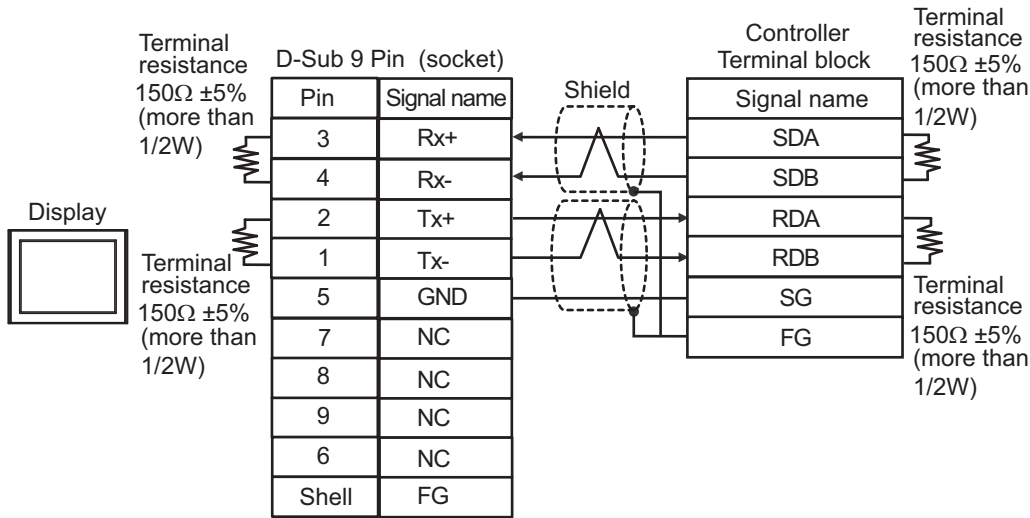 Terminal
resistance
150Ω ±5%
(more than
1/2W)
D-Sub 9 Pin (socket)
Shield
Controller
Terminal block
Terminal
resistance
150Ω ±5%
(more than
1/2W)
Pin Signal name
3 Rx+
4 Rx-
2 Tx+
1 Tx-
5 GND
7 NC
8 NC
9 NC
6 NC
Shell FG
Signal name
SDA
SDB
RDA
RDB
SG
FG
Display
Terminal
resistance
150Ω ±5%
(more than
1/2W)
Terminal
resistance
150Ω ±5%
(more than
1/2W)